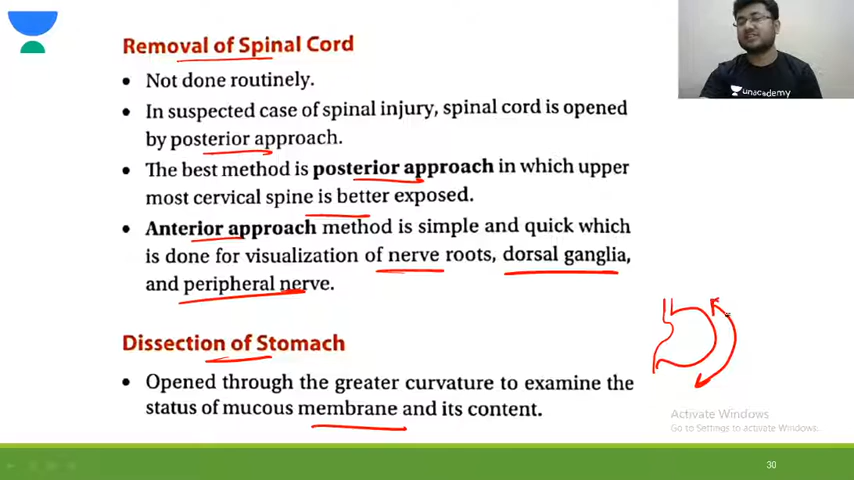 Removal of Spinal Cord
• Not done routinely.
• In suspected case of spinal injury, spinal cord is opened
by posterior approach.
• The best method is posterior approach in which upper
most cervical spine is better exposed.
• Anterior approach method is simple and quick which
is done for visualization of nerve roots, dorsal ganglia,
and peripheral nerve.
Dissection of Stomach
• Opened through the greater curvature to examine the
status of mucous membrane and its content.
unacademy
Activate Windows
Go to Settings to activate Windows.
30